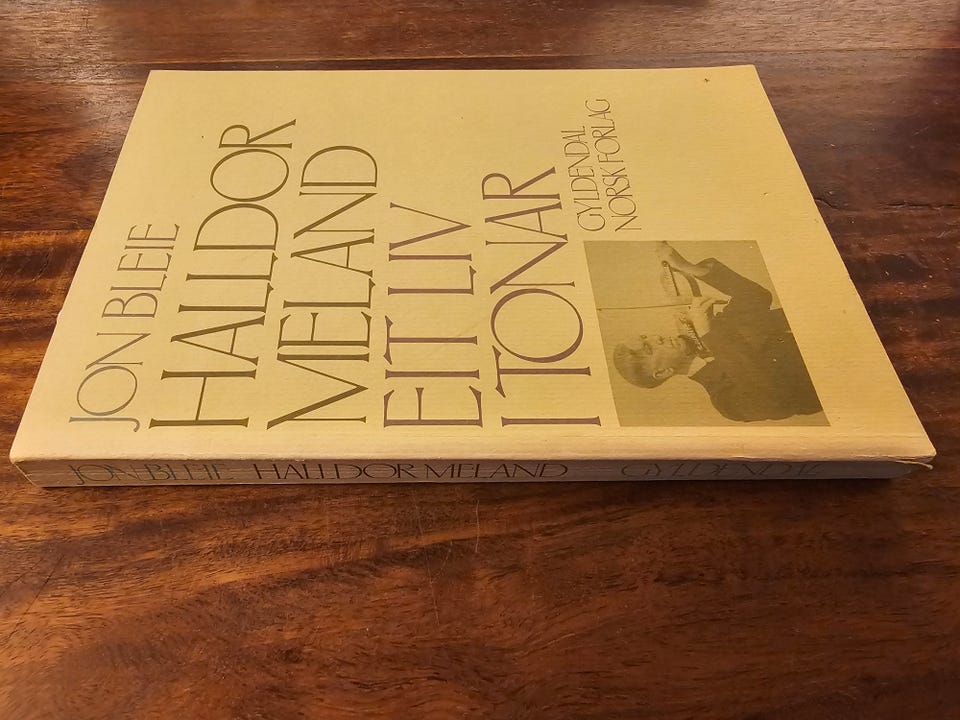 JON BLEIE
HALLDOR
MELAND
EIT LIV
I TONAR
GYLDENDAL
NORSK FORLAG
JON BLEIE HALLDOR MELAND GYLDENDAL